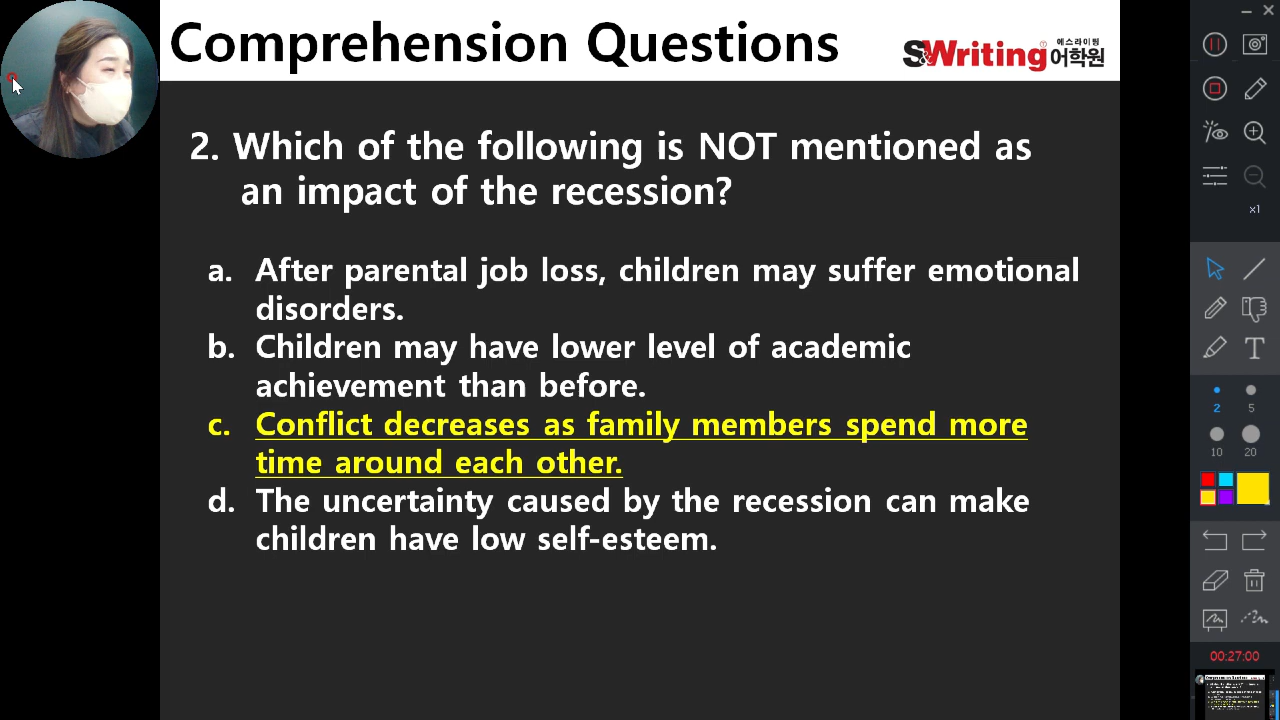 Comprehension Questions
S&Writing 에스라이팅 어학원
2. Which of the following is NOT mentioned as
an impact of the recession?
a. After parental job loss, children may suffer emotional
disorders.
b. Children may have lower level of academic
achievement than before.
c. Conflict decreases as family members spend more
time around each other.
d. The uncertainty caused by the recession can make
children have low self-esteem.
x1
T
2 5
10 20
00:27:00